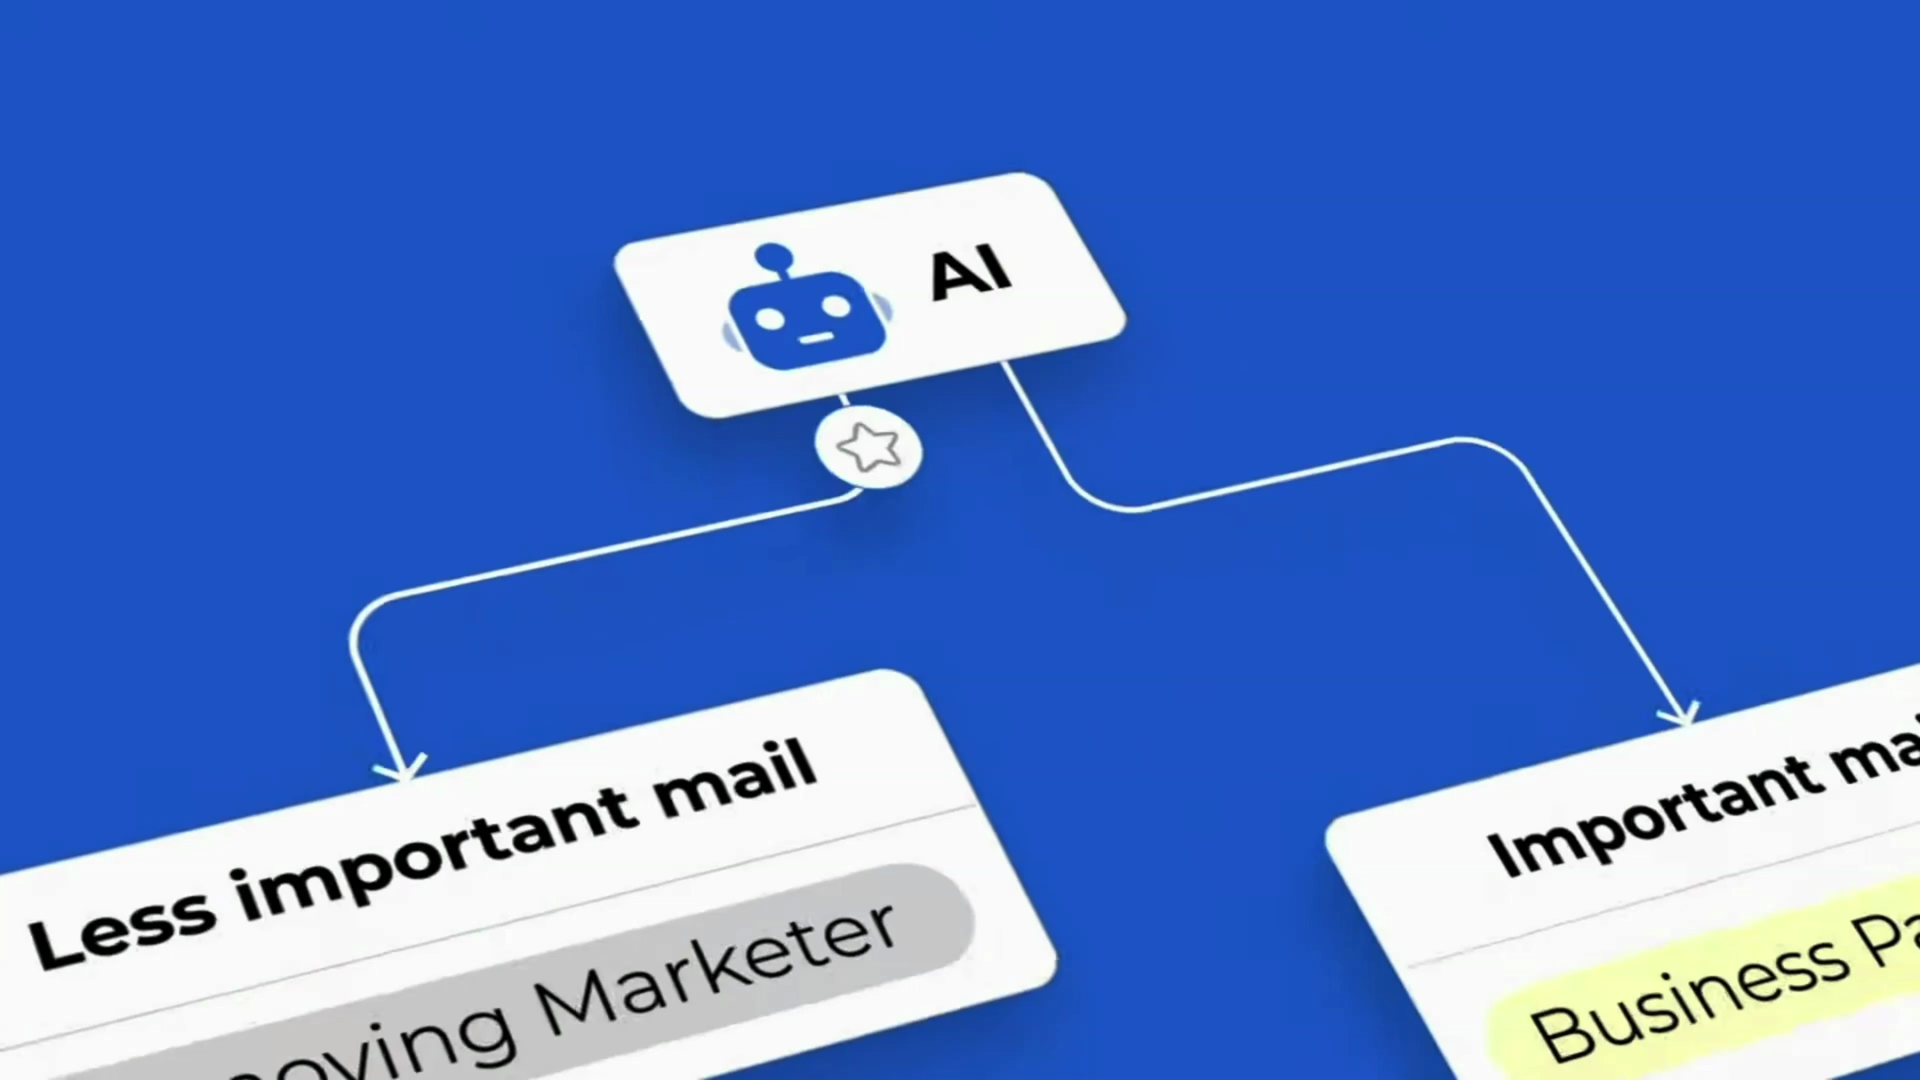 AI
Less important mail
Marketer
Important
Business